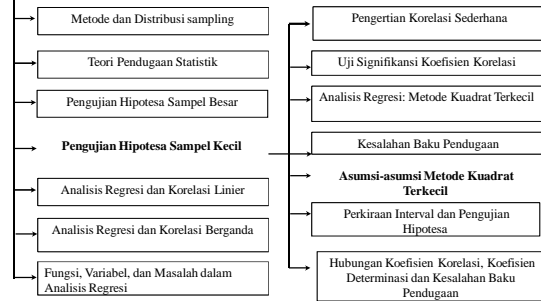 Metode dan Distribusi sampling
Teori Pendugaan Statistik
Pengujian Hipotesa Sampel Besar
Pengujian Hipotesa Sampel Kecil
Analisis Regresi dan Korelasi Linier
Analisis Regresi dan Korelasi Berganda
Fungsi, Variabel, dan Masalah dalam
Analisis Regresi
Pengertian Korelasi Sederhana
Uji Signifikansi Koefisien Korelasi
Analisis Regresi: Metode Kuadrat Terkecil
Kesalahan Baku Pendugaan
Asumsi-asumsi Metode Kuadrat
Terkecil
Perkiraan Interval dan Pengujian
Hipotesa
Hubungan Koefisien Korelasi, Koefisien
Determinasi dan Kesalahan Baku
Pendugaan